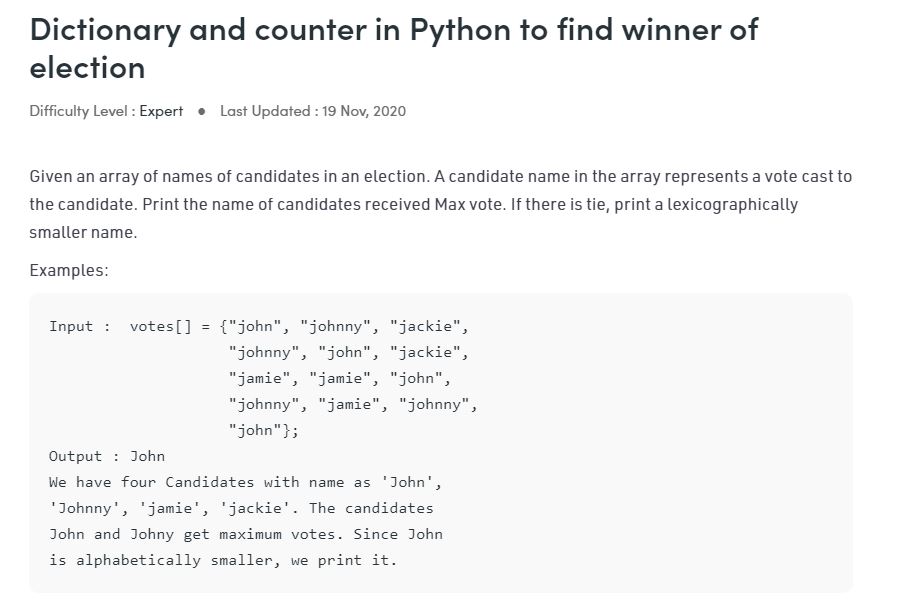 Dictionary and counter in Python to find winner of
election
Difficulty Level : Expert ● Last Updated : 19 Nov, 2020
Given an array of names of candidates in an election. A candidate name in the array represents a vote cast to
the candidate. Print the name of candidates received Max vote. If there is tie, print a lexicographically
smaller name.
Examples:
Input :  votes[] = {"john", "johnny", "jackie",
"johnny", "john", "jackie",
"jamie", "jamie", "john",
"johnny", "jamie", "johnny",
"john"};
Output : John
We have four Candidates with name as 'John',
'Johnny', 'jamie', 'jackie'. The candidates
John and Johny get maximum votes. Since John
is alphabetically smaller, we print it.